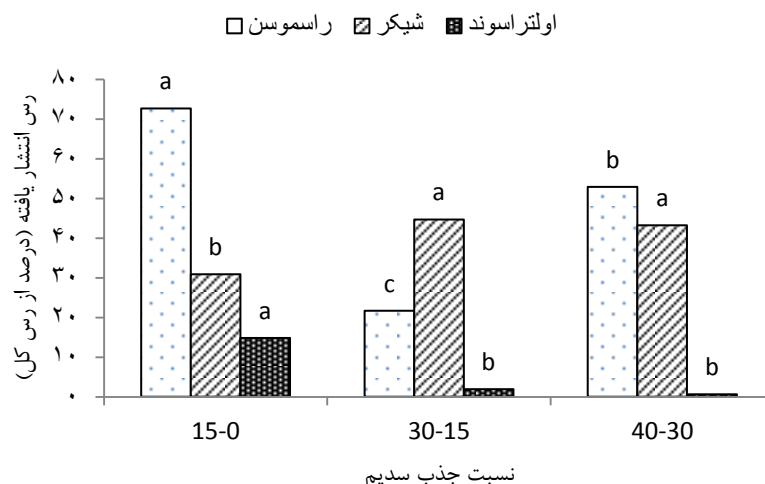 راسموسن شیکر اولتراسوند
رس انتشار یافته (درصد از رس کل)
۸۰
۷۰
۶۰
۵۰
۴۰
۳۰
۲۰
۱۰
۰
a b a
c a b
b a b
15-0 30-15 40-30
نسبت جذب سدیم